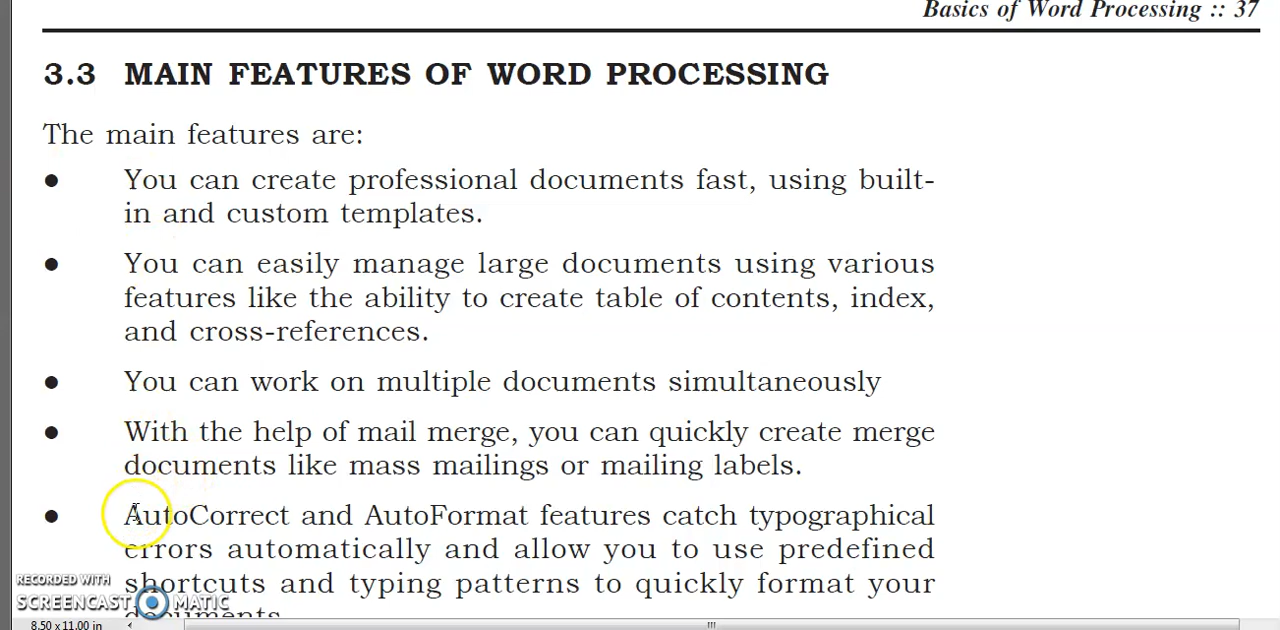 Basics of Word Processing :: 37
3.3 MAIN FEATURES OF WORD PROCESSING
The main features are:
● You can create professional documents fast, using built-
in and custom templates.
● You can easily manage large documents using various
features like the ability to create table of contents, index,
and cross-references.
● You can work on multiple documents simultaneously
● With the help of mail merge, you can quickly create merge
documents like mass mailings or mailing labels.
● AutoCorrect and AutoFormat features catch typographical
errors automatically and allow you to use predefined
shortcuts and typing patterns to quickly format your
documents.
RECORDED WITH
SCREENCAST MATIC
8.50 x 11.00 in